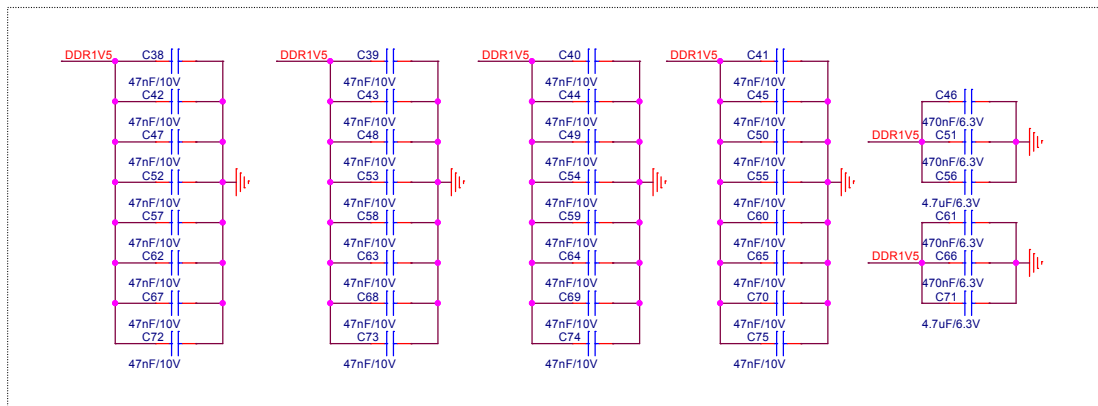 DDR1V5 C38 DDR1V5 C39 DDR1V5 C40 DDR1V5 C41
47nF/10V 47nF/10V 47nF/10V 47nF/10V
C42 C43 C44 C45 C46
47nF/10V 47nF/10V 47nF/10V 47nF/10V 470nF/6.3V
C47 C48 C49 C50 DDR1V5 C51
47nF/10V 47nF/10V 47nF/10V 47nF/10V 470nF/6.3V
C52 C53 C54 C55 C56
47nF/10V 47nF/10V 47nF/10V 47nF/10V 4.7uF/6.3V
C57 C58 C59 C60 C61
47nF/10V 47nF/10V 47nF/10V 47nF/10V 470nF/6.3V
C62 C63 C64 C65 DDR1V5 C66
47nF/10V 47nF/10V 47nF/10V 47nF/10V 470nF/6.3V
C67 C68 C69 C70 C71
47nF/10V 47nF/10V 47nF/10V 47nF/10V 4.7uF/6.3V
C72 C73 C74 C75
47nF/10V 47nF/10V 47nF/10V 47nF/10V